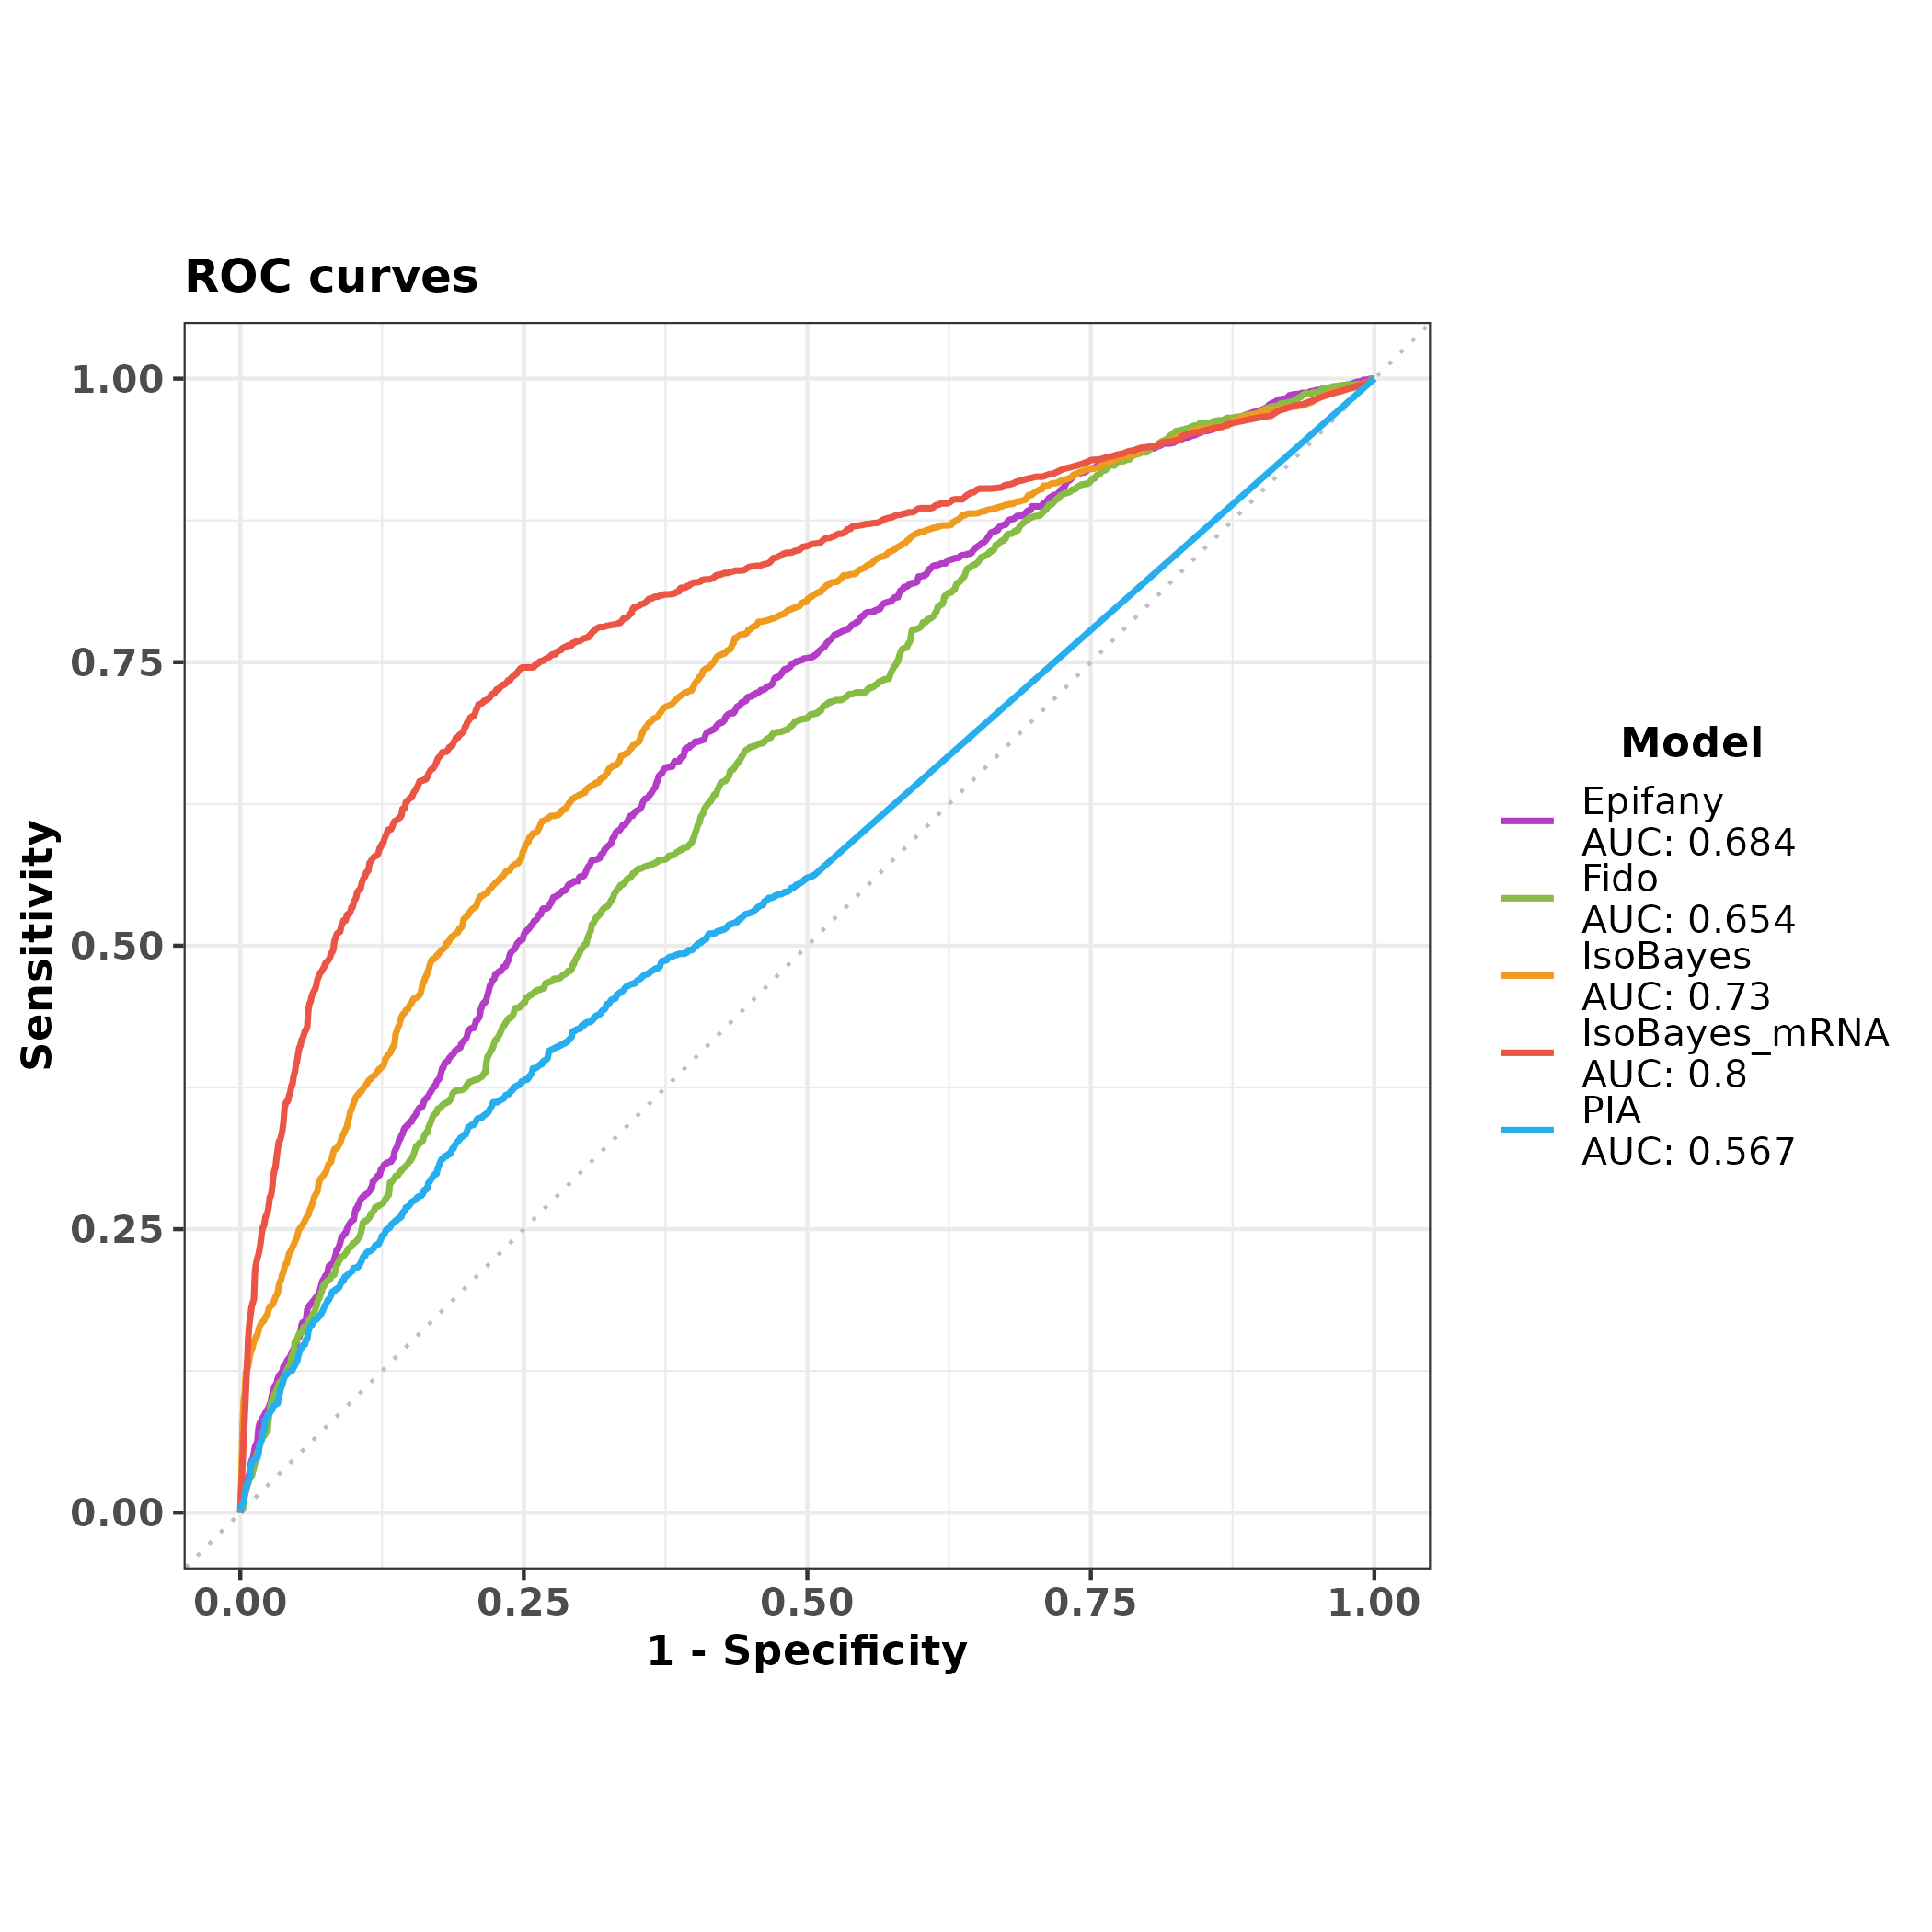 ROC curves
1.00
0.75
0.50
0.25
0.00
Sensitivity
0.00 0.25 0.50 0.75 1.00
1 - Specificity
Model
Epifany
AUC: 0.684
Fido
AUC: 0.654
IsoBayes
AUC: 0.73
IsoBayes_mRNA
AUC: 0.8
PIA
AUC: 0.567